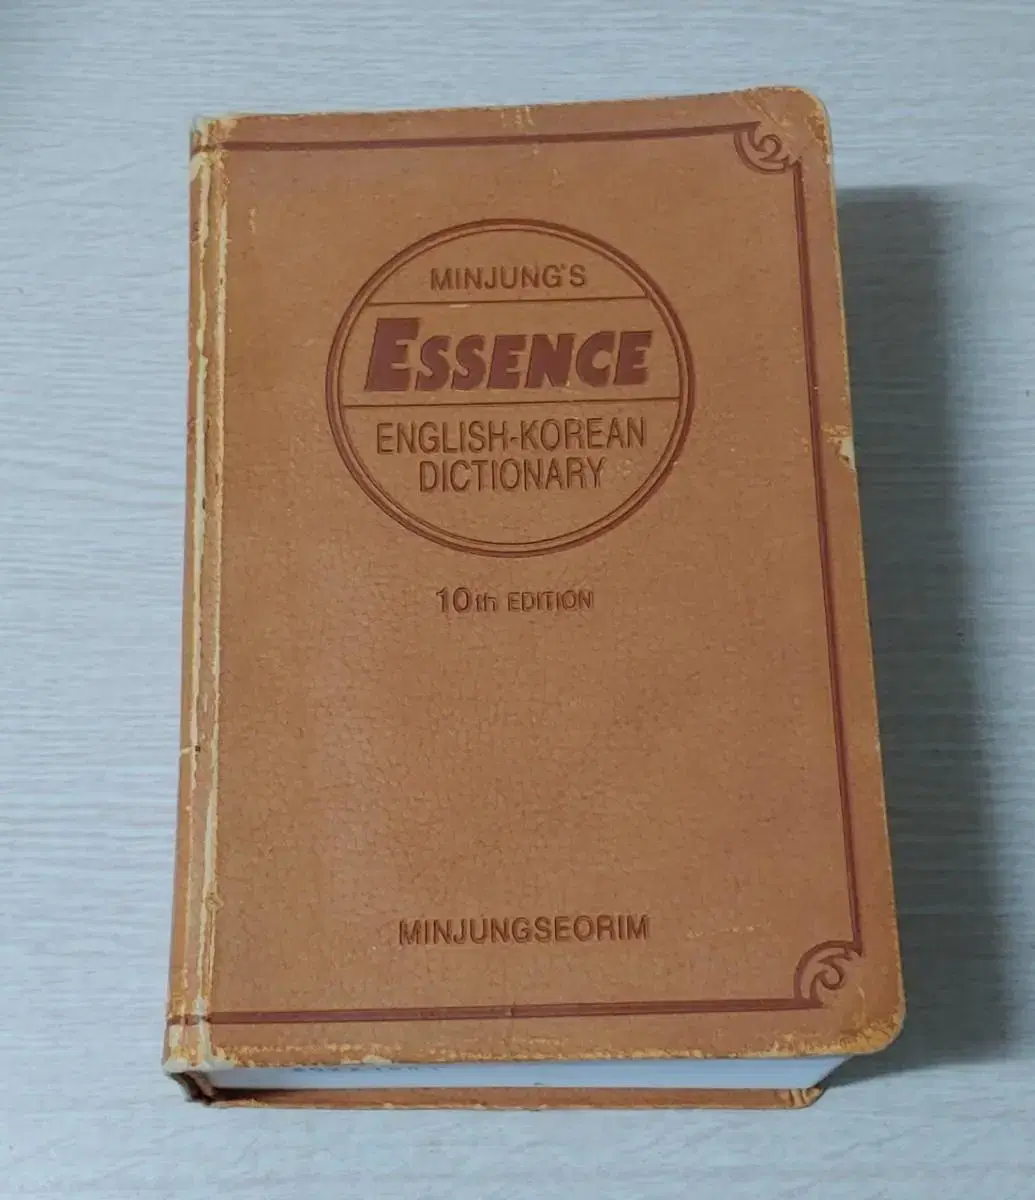 MINJUNG'S
ESSENCE
ENGLISH-KOREAN
DICTIONARY
10th EDITION
MINJUNGSEORIM